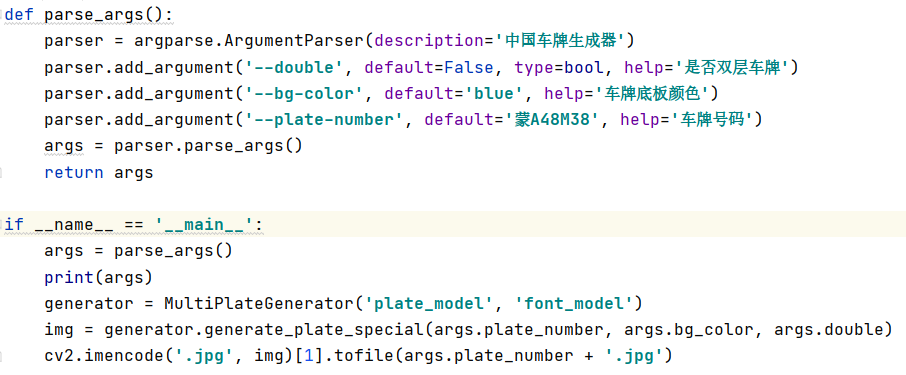 def parse_args():
    parser = argparse.ArgumentParser(description='中国车牌生成器')
    parser.add_argument('--double', default=False, type=bool, help='是否双层车牌')
    parser.add_argument('--bg-color', default='blue', help='车牌底板颜色')
    parser.add_argument('--plate-number', default='蒙A48M38', help='车牌号码')
    args = parser.parse_args()
    return args

if __name__ == '__main__':
    args = parse_args()
    print(args)
    generator = MultiPlateGenerator('plate_model', 'font_model')
    img = generator.generate_plate_special(args.plate_number, args.bg_color, args.double)
    cv2.imencode('.jpg', img)[1].tofile(args.plate_number + '.jpg')